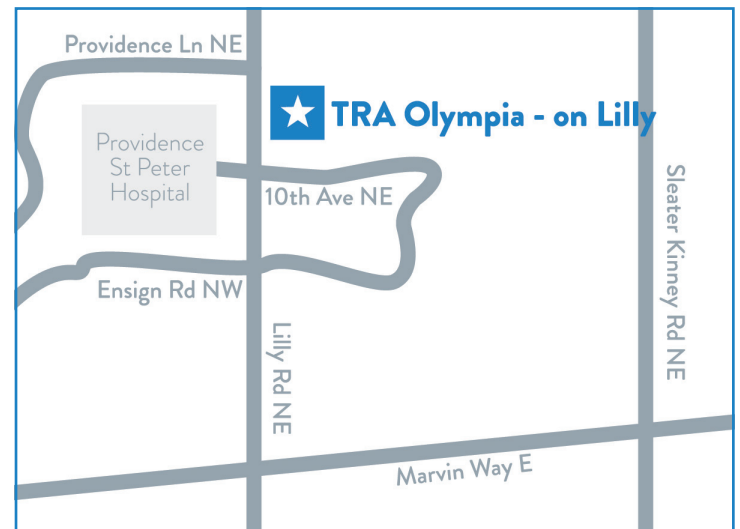 Providence Ln NE
TRA Olympia - on Lilly
Providence
St Peter
Hospital
10th Ave NE
Sleater Kinney Rd NE
Ensign Rd NW
Lilly Rd NE
Marvin Way E